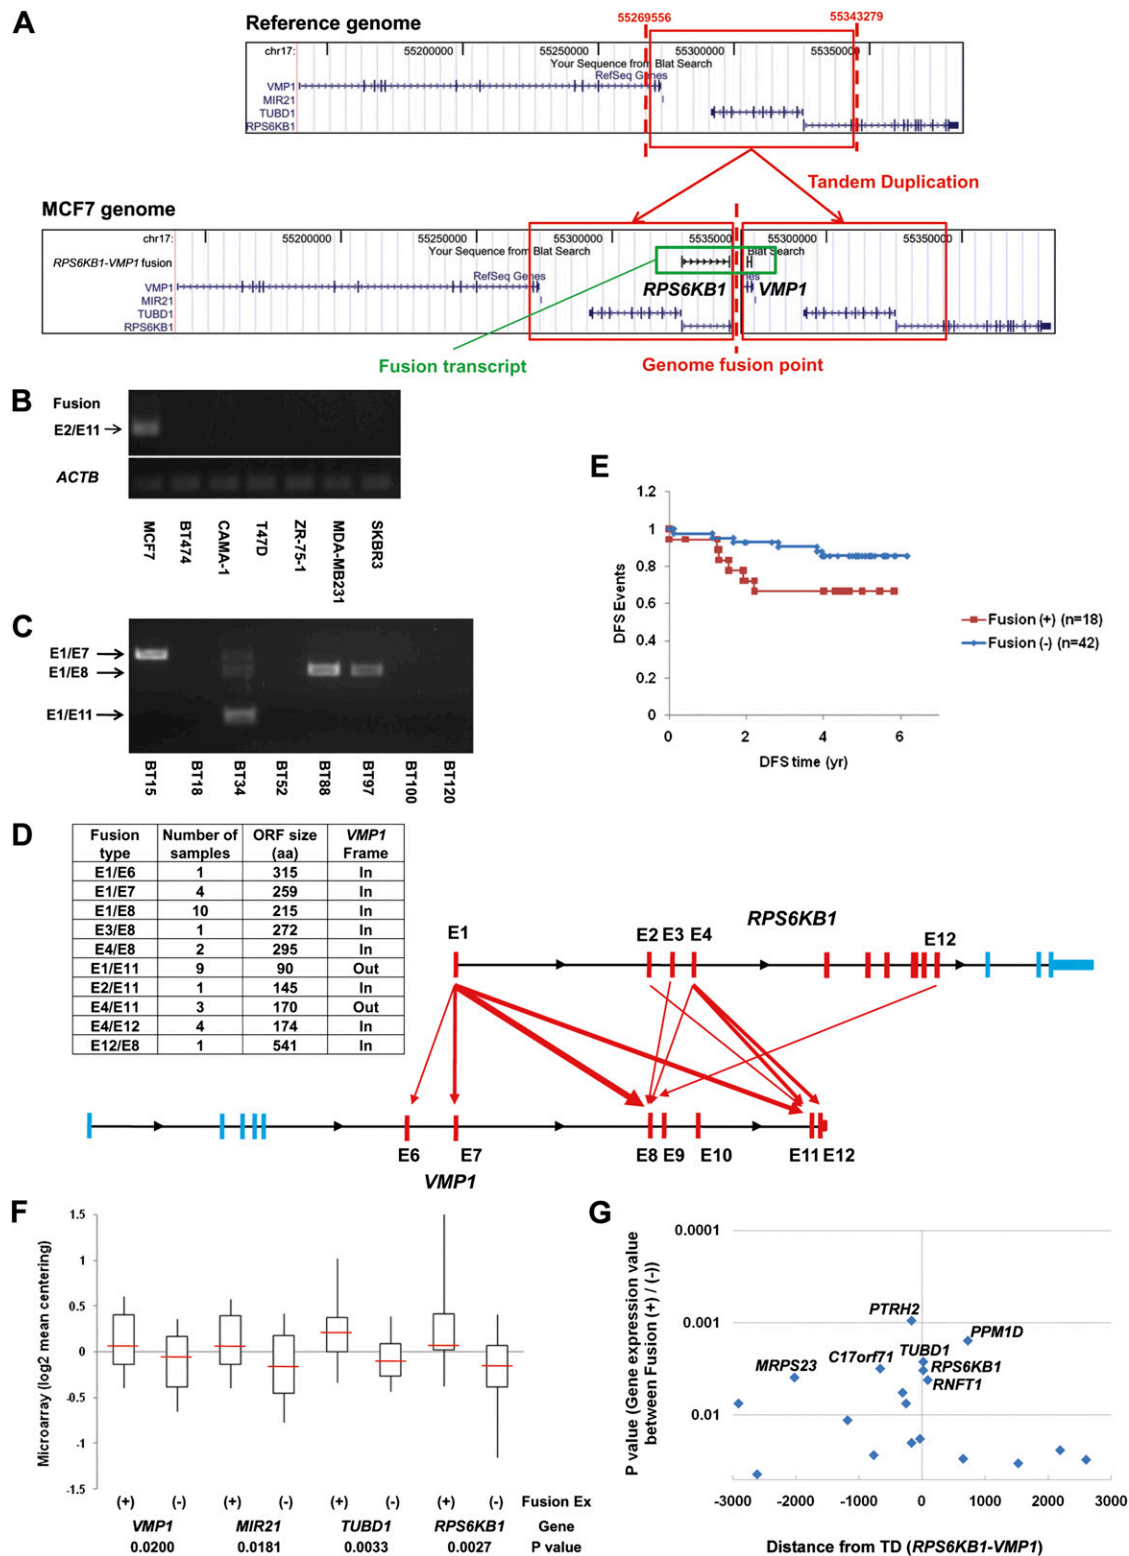 A
Reference genome
55269556
55343279
chr17:
55200000
55250000
55300000
55350000
Your Sequence from Blat Search
RefSeq Genes
VMP1
MIR21
TUBD1
RPS6KB1
Tandem Duplication
MCF7 genome
chr17:
55200000
55250000
55300000
5535000
55300000
55350000
Your Sequence from Blat Search
Blat Search
RPS6KB1-VMP1 fusion
RefSeq Genes
nes
VMP1
MIR21
TUBD1
RPS6KB1
RPS6KB1
VMP1
Fusion transcript
Genome fusion point
B
Fusion
E2/E11
ACTB
MCF7
BT474
CAMA-1
T47D
ZR-75-1
MDA-MB231
SKBR3
C
E1/E7
E1/E8
E1/E11
BT15
BT18
BT34
BT52
BT88
BT97
BT100
BT120
E
1.2
1
0.8
0.6
0.4
0.2
0
0
2
4
6
DFS Events
DFS time (yr)
Fusion (+) (n=18)
Fusion (-) (n=42)
D
Fusion type Number of samples ORF size (aa) VMP1 Frame
E1/E6 1 315 In
E1/E7 4 259 In
E1/E8 10 215 In
E3/E8 1 272 In
E4/E8 2 295 In
E1/E11 9 90 Out
E2/E11 1 145 In
E4/E11 3 170 Out
E4/E12 4 174 In
E12/E8 1 541 In
RPS6KB1
E1
E2
E3
E4
E12
E6
E7
E8
E9
E10
E11
E12
VMP1
F
1.5
1
0.5
0
-0.5
-1
-1.5
Microarray (log2 mean centering)
(+) (-) (+) (-) (+) (-) (+) (-) Fusion Ex
VMP1 MIR21 TUBD1 RPS6KB1 Gene
0.0200 0.0181 0.0033 0.0027 P value
G
0.0001
0.001
0.01
P value (Gene expression value between Fusion (+) / (-))
PTRH2
PPM1D
TUBD1
C17orf71
RPS6KB1
MRPS23
RNFT1
-3000 -2000 -1000 0 1000 2000 3000
Distance from TD (RPS6KB1-VMP1)